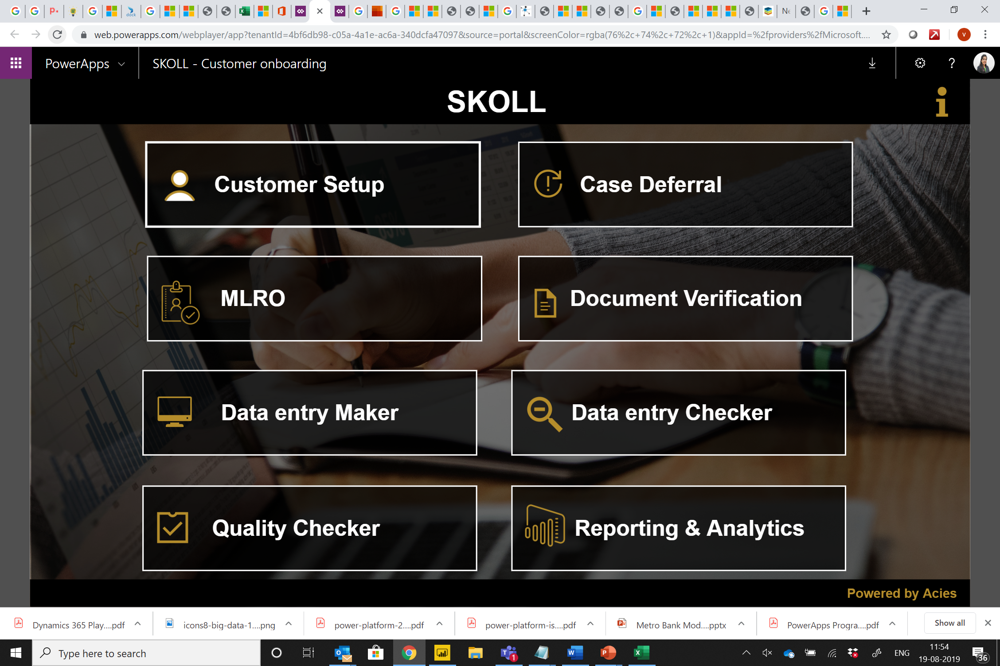 dock
Ne
web.powerapps.com/webplayer/app?tenantId=4bf6db98-c05a-4a1e-ac6a-340dcfa47097&source=portal&screenColor=rgba(76%2c+74%2c+72%2c+1)&appId=%2fproviders%2fMicrosoft....
V
PowerApps
SKOLL - Customer onboarding
?
SKOLL
Customer Setup
Case Deferral
MLRO
Document Verification
Data entry Maker
Data entry Checker
Quality Checker
Reporting & Analytics
Powered by Acies
Dynamics 365 Play....pdf
icons8-big-data-1....png
power-platform-2....pdf
power-platform-is....pdf
Metro Bank Mod....pptx
PowerApps Progra....pdf
Show all
Type here to search
1
ENG
11:54
19-08-2019
36